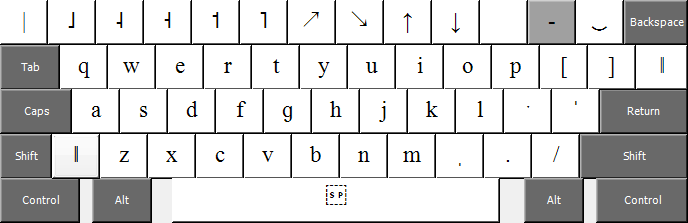 | ˩ ˨ ˧ ˦ ˥ ↗ ↘ ↑ ↓ - ‿ Backspace
Tab q w e r t y u i o p [ ] ‖
Caps a s d f ɡ h j k l ˑ ˈ Return
Shift ‖ z x c v b n m ˌ . / Shift
Control Alt SP Alt Control